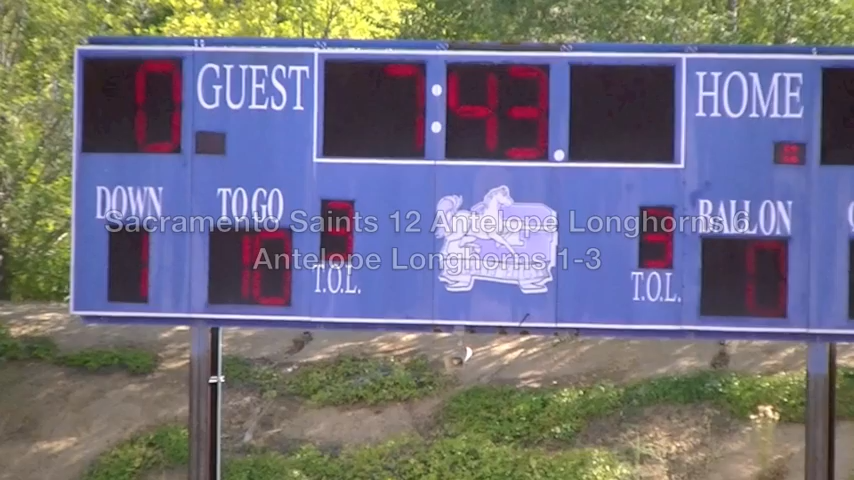 0 GUEST 7:43 HOME
DOWN TO GO BALL ON
Sacramento Saints 12 Antelope Longhorns 6
1 10 3 3 0
Antelope Longhorns 1-3
T.O.L. T.O.L.